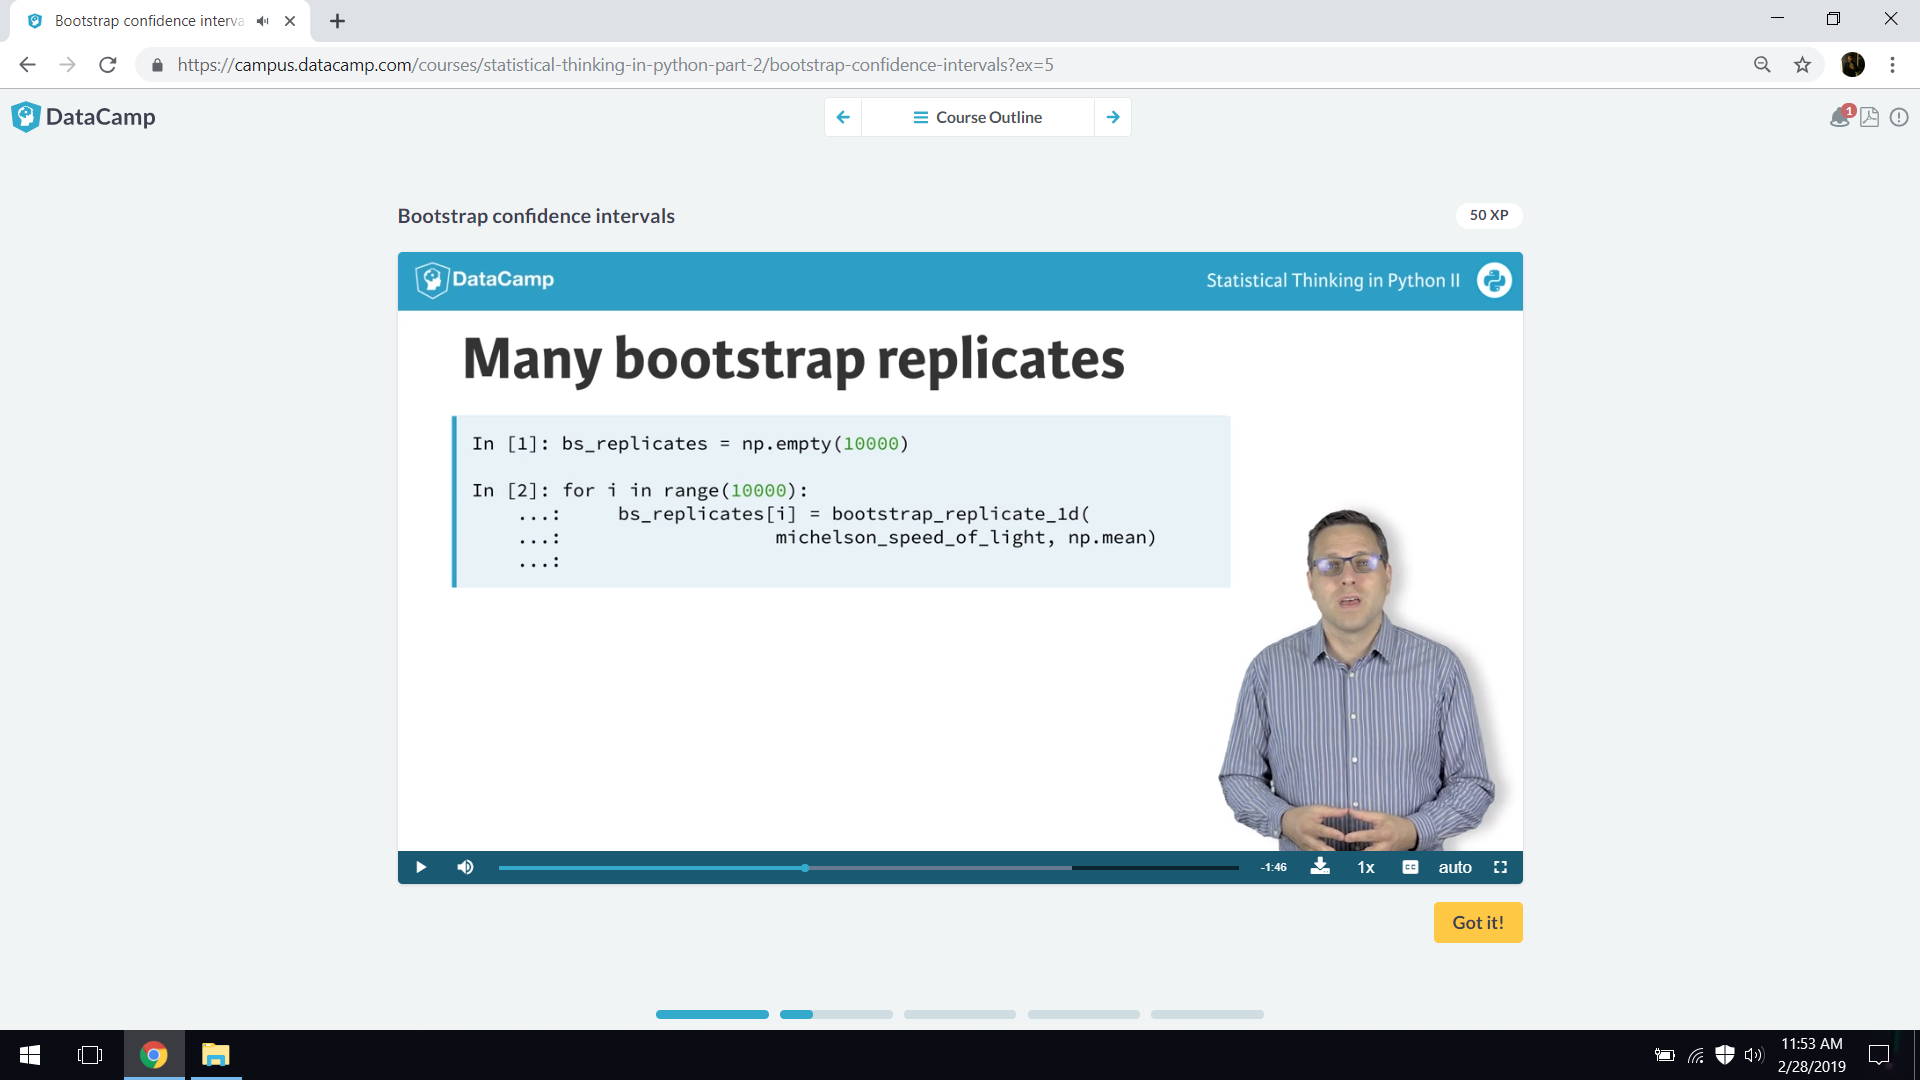 Bootstrap confidence interva
https://campus.datacamp.com/courses/statistical-thinking-in-python-part-2/bootstrap-confidence-intervals?ex=5
DataCamp
Course Outline
1
Bootstrap confidence intervals
50 XP
DataCamp
Statistical Thinking in Python II
Many bootstrap replicates
In [1]: bs_replicates = np.empty(10000)
In [2]: for i in range(10000):
...: bs_replicates[i] = bootstrap_replicate_1d(
...: michelson_speed_of_light, np.mean)
...:
-1:46
1x
cc
auto
Got it!
11:53 AM
2/28/2019